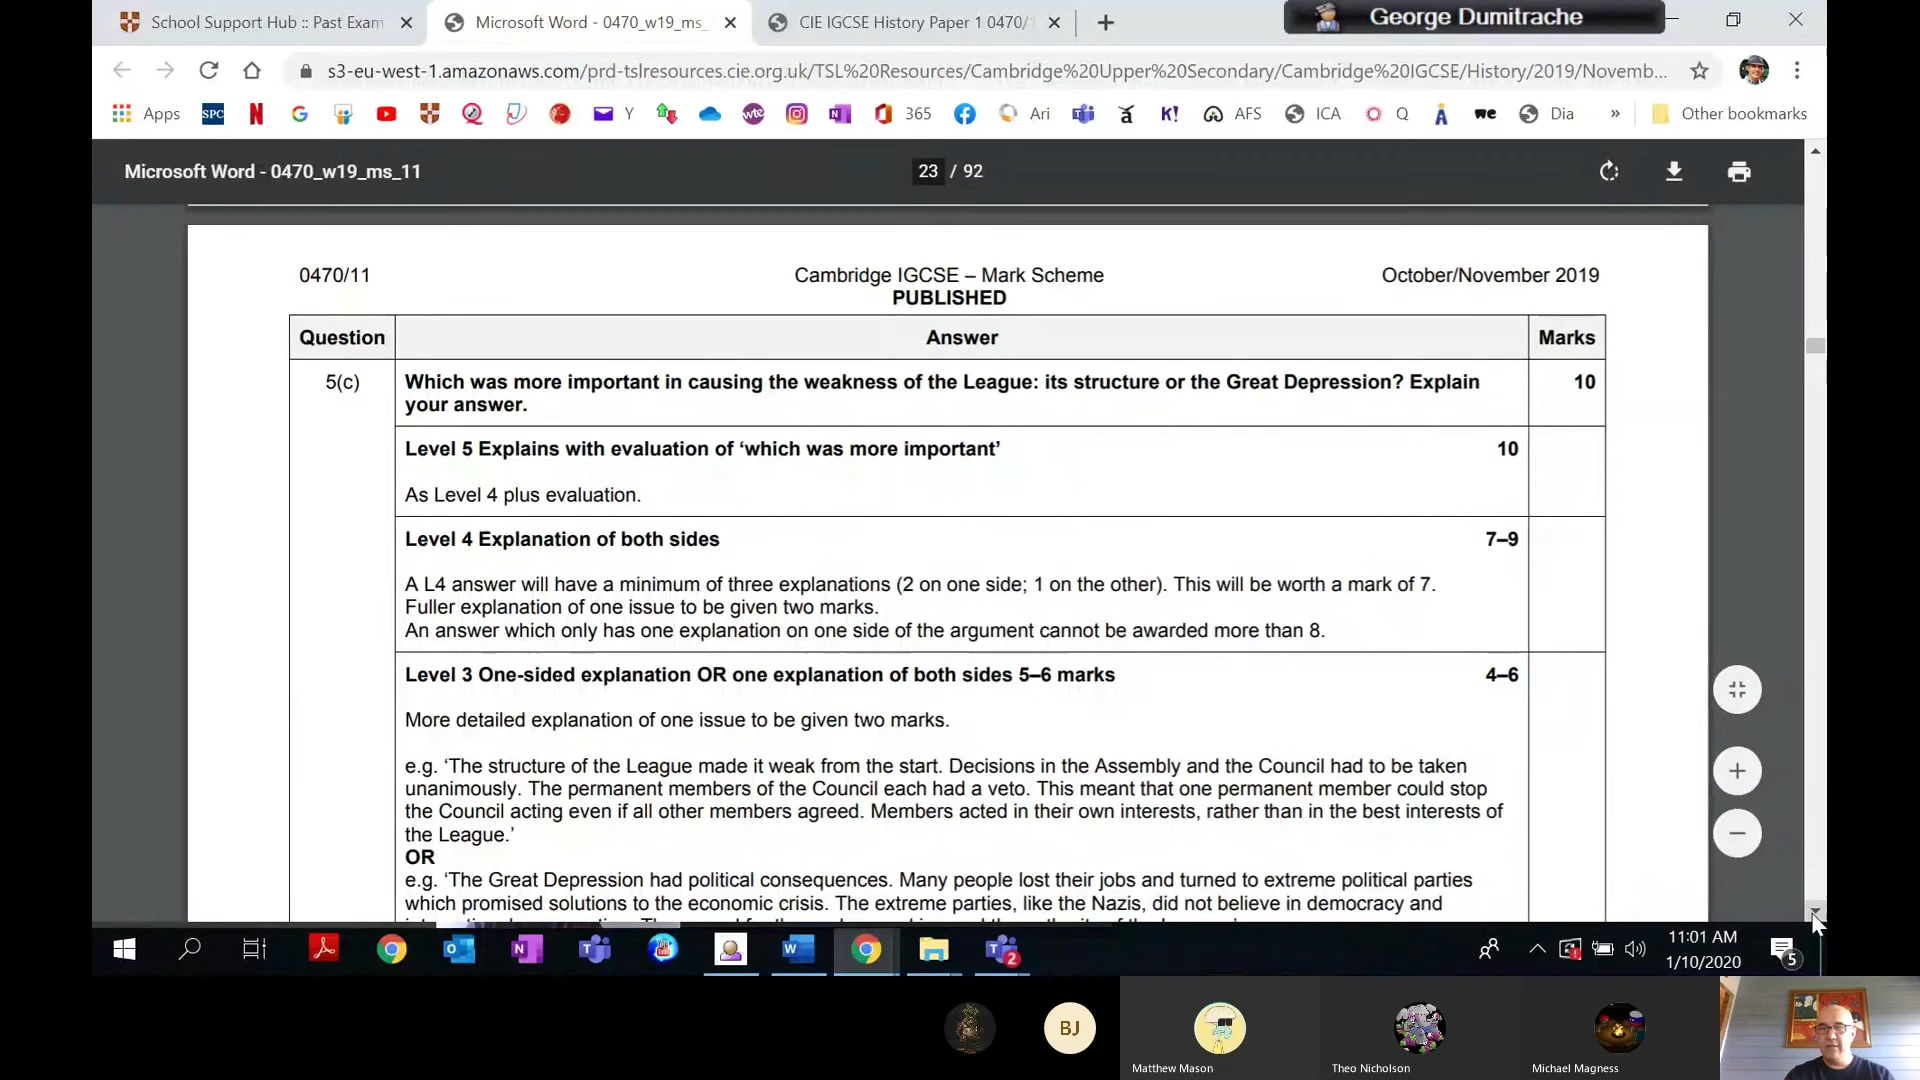 School Support Hub :: Past Exam
Microsoft Word - 0470_w19_ms_
CIE IGCSE History Paper 1 0470/
George Dumitrache
s3-eu-west-1.amazonaws.com/prd-tslresources.cie.org.uk/TSL%20Resources/Cambridge%20Upper%20Secondary/Cambridge%20IGCSE/History/2019/Novemb...
Apps SPC N G Y wte 365 Ari á K! AFS ICA Q we Dia » Other bookmarks
Microsoft Word - 0470_w19_ms_11
23 / 92
0470/11
Cambridge IGCSE – Mark Scheme
October/November 2019
PUBLISHED
Question Answer Marks
5(c) Which was more important in causing the weakness of the League: its structure or the Great Depression? Explain 10
your answer.
Level 5 Explains with evaluation of ‘which was more important’ 10
As Level 4 plus evaluation.
Level 4 Explanation of both sides 7–9
A L4 answer will have a minimum of three explanations (2 on one side; 1 on the other). This will be worth a mark of 7.
Fuller explanation of one issue to be given two marks.
An answer which only has one explanation on one side of the argument cannot be awarded more than 8.
Level 3 One-sided explanation OR one explanation of both sides 5–6 marks 4–6
More detailed explanation of one issue to be given two marks.
e.g. ‘The structure of the League made it weak from the start. Decisions in the Assembly and the Council had to be taken
unanimously. The permanent members of the Council each had a veto. This meant that one permanent member could stop
the Council acting even if all other members agreed. Members acted in their own interests, rather than in the best interests of
the League.’
OR
e.g. ‘The Great Depression had political consequences. Many people lost their jobs and turned to extreme political parties
which promised solutions to the economic crisis. The extreme parties, like the Nazis, did not believe in democracy and
11:01 AM
1/10/2020
2
5
BJ
Matthew Mason
Theo Nicholson
Michael Magness